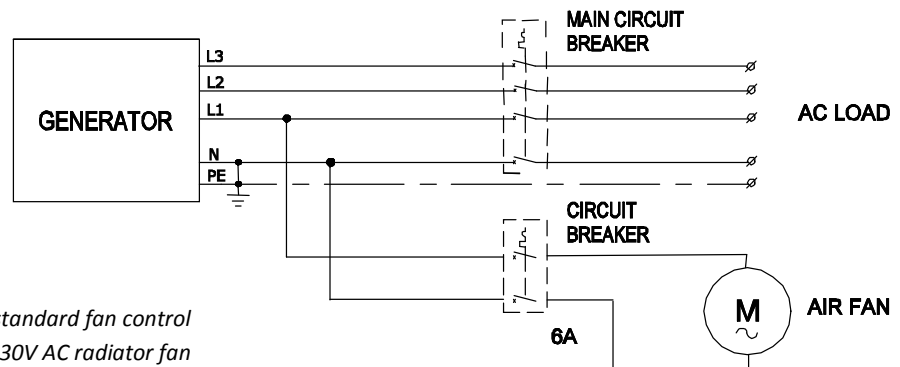 MAIN CIRCUIT
BREAKER
L3
L2
L1
GENERATOR
AC LOAD
N
PE
CIRCUIT
BREAKER
M
AIR FAN
standard fan control
6A
30V AC radiator fan